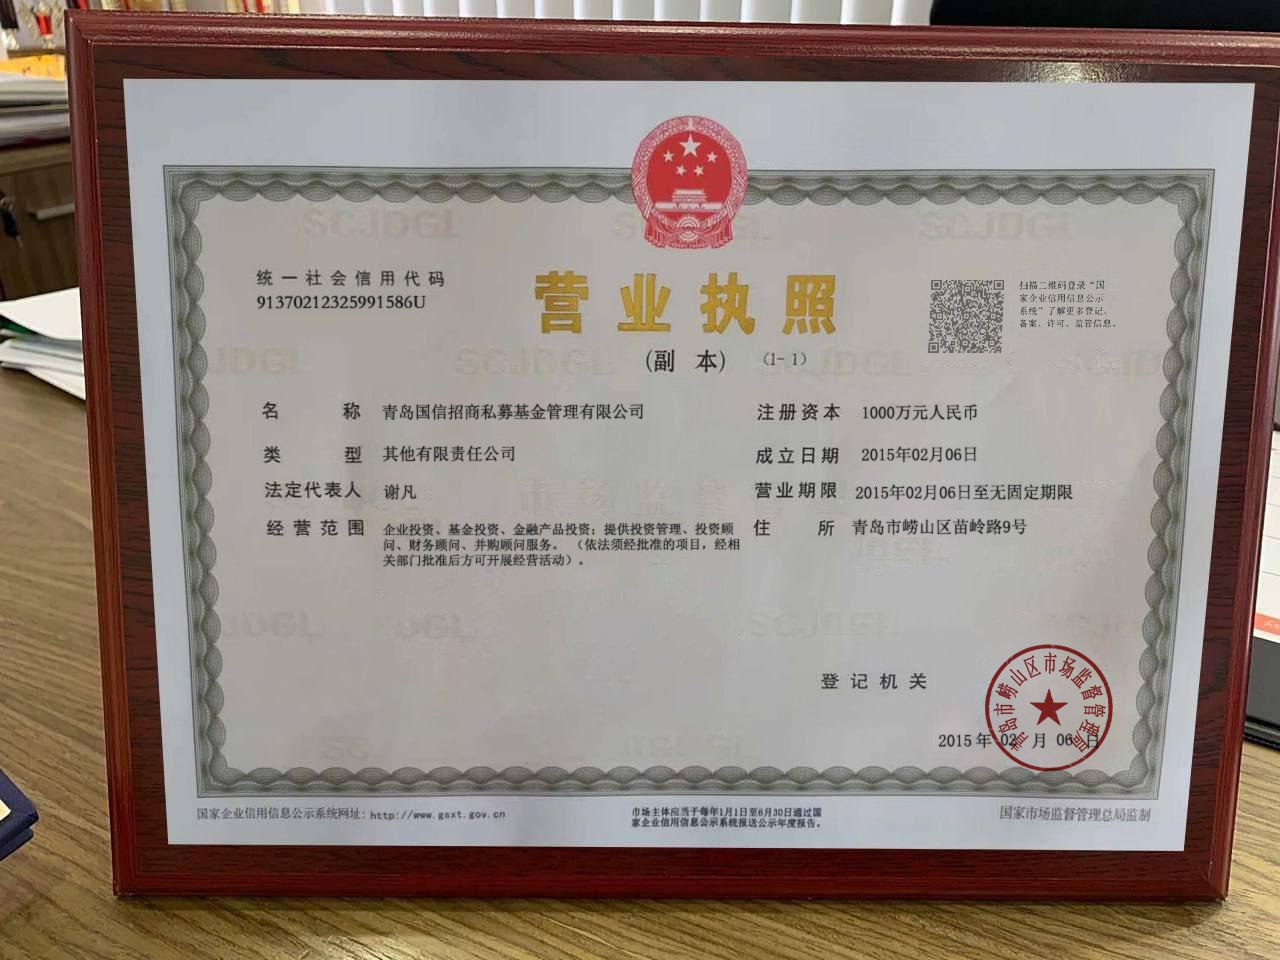 SCJDGL
统一社会信用代码
91370212325991586U
营业执照
(副 本) (1-1)
扫描二维码登录“国
家企业信用信息公示
系统”了解更多登记、
备案、许可、监管信息。
名称 青岛国信招商私募基金管理有限公司
类型 其他有限责任公司
法定代表人 谢凡
经营范围 企业投资、基金投资、金融产品投资；提供投资管理、投资顾
问、财务顾问、并购顾问服务。（依法须经批准的项目，经相
关部门批准后方可开展经营活动）。
注册资本 1000万元人民币
成立日期 2015年02月06日
营业期限 2015年02月06日至无固定期限
住所 青岛市崂山区苗岭路9号
登记机关
青岛市崂山区市场监督管理局
2015年02月06日
国家企业信用信息公示系统网址：http://www.gsxt.gov.cn
市场主体应当于每年1月1日至6月30日通过国
家企业信用信息公示系统报送公示年度报告。
国家市场监督管理总局监制